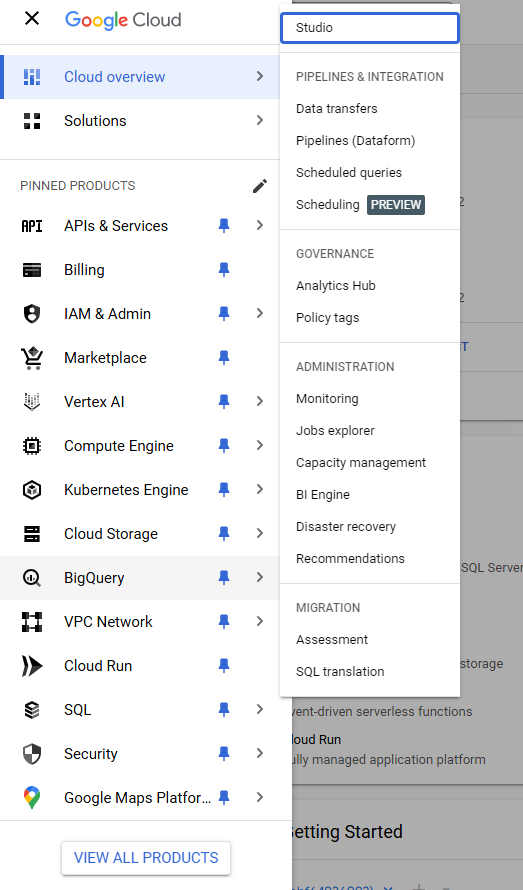 Google Cloud
Cloud overview
Solutions
PINNED PRODUCTS
API APIs & Services
Billing
IAM & Admin
Marketplace
Vertex AI
Compute Engine
Kubernetes Engine
Cloud Storage
BigQuery
VPC Network
Cloud Run
SQL
Security
Google Maps Platfor...
VIEW ALL PRODUCTS
Studio
PIPELINES & INTEGRATION
Data transfers
Pipelines (Dataform)
Scheduled queries
Scheduling PREVIEW
GOVERNANCE
Analytics Hub
Policy tags
ADMINISTRATION
Monitoring
Jobs explorer
Capacity management
BI Engine
Disaster recovery
Recommendations
MIGRATION
Assessment
SQL translation
2
2
ST
SQL Server
storage
vent-driven serverless functions
loud Run
ully managed application platform
Getting Started